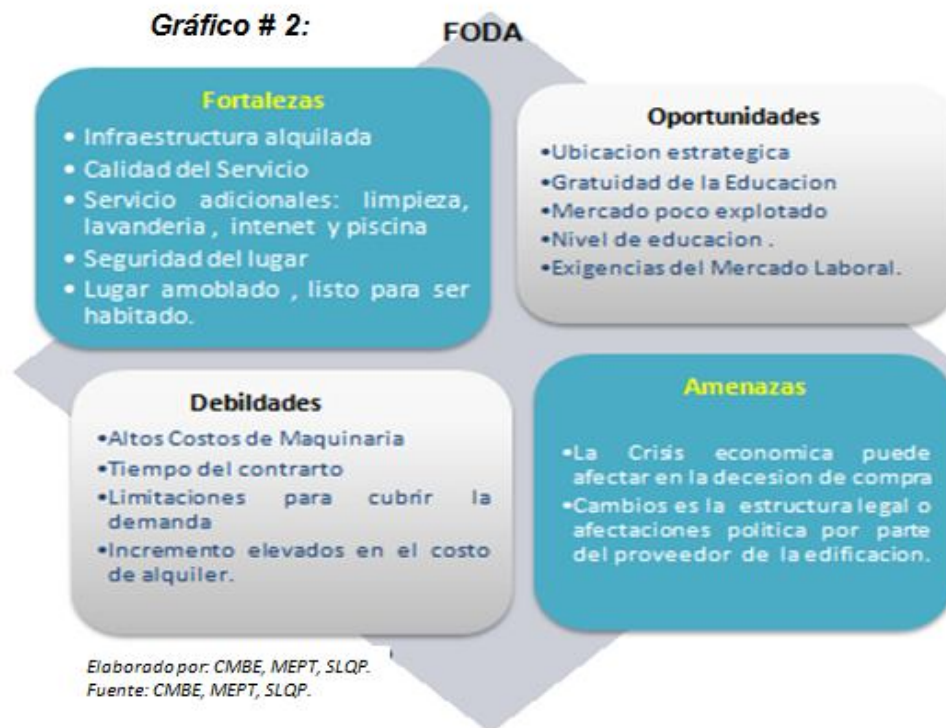 Gráfico # 2:
FODA
Fortalezas
• Infraestructura alquilada
• Calidad del Servicio
• Servicio adicionales: limpieza,
lavanderia , intenet y piscina
• Seguridad del lugar
• Lugar amoblado , listo para ser
habitado.
Oportunidades
•Ubicacion estrategica
•Gratuidad de la Educacion
•Mercado poco explotado
•Nivel de educacion .
•Exigencias del Mercado Laboral.
Debildades
•Altos Costos de Maquinaria
•Tiempo del contrarto
•Limitaciones para cubrir la
demanda
•Incremento elevados en el costo
de alquiler.
Amenazas
•La Crisis economica puede
afectar en la decesion de compra
•Cambios es la estructura legal o
afectaciones politica por parte
del proveedor de la edificacion.
Elaborado por: CMBE, MEPT, SLQP.
Fuente: CMBE, MEPT, SLQP.